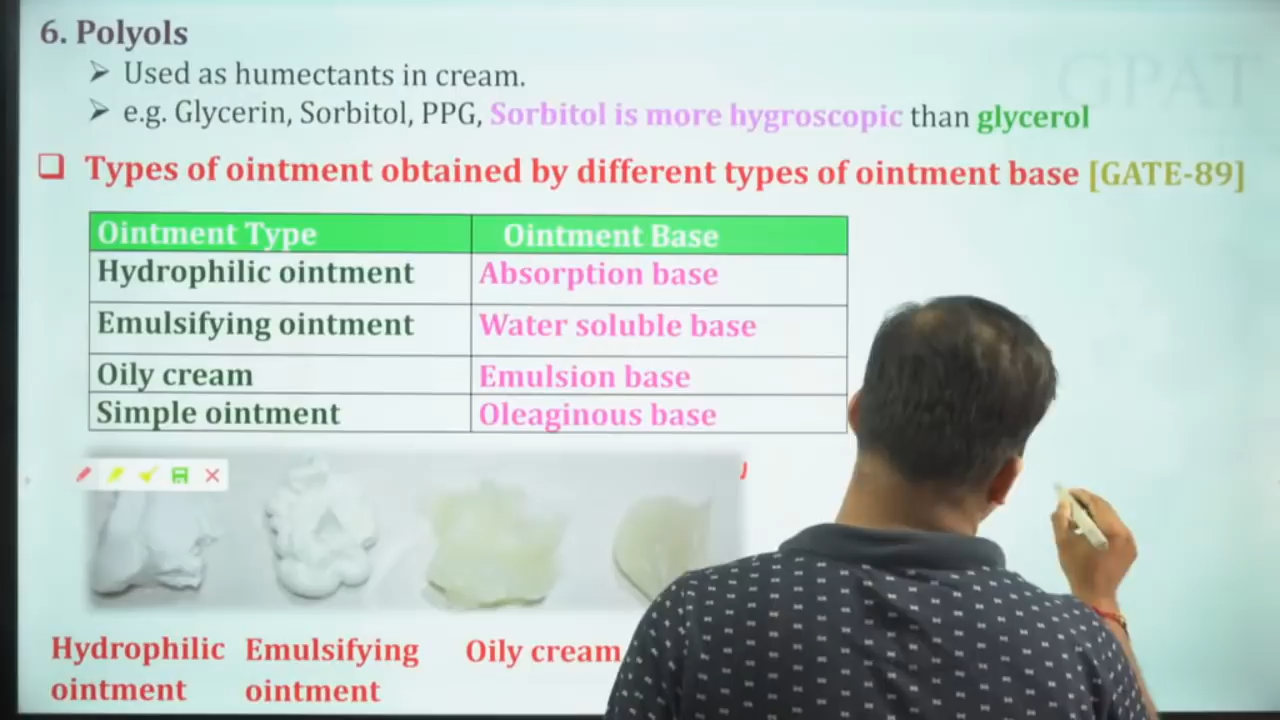 6. Polyols
➤ Used as humectants in cream.
➤ e.g. Glycerin, Sorbitol, PPG, Sorbitol is more hygroscopic than glycerol
GPAT
❑ Types of ointment obtained by different types of ointment base [GATE-89]
Ointment Type Ointment Base
Hydrophilic ointment Absorption base
Emulsifying ointment Water soluble base
Oily cream Emulsion base
Simple ointment Oleaginous base
Hydrophilic ointment
Emulsifying ointment
Oily cream